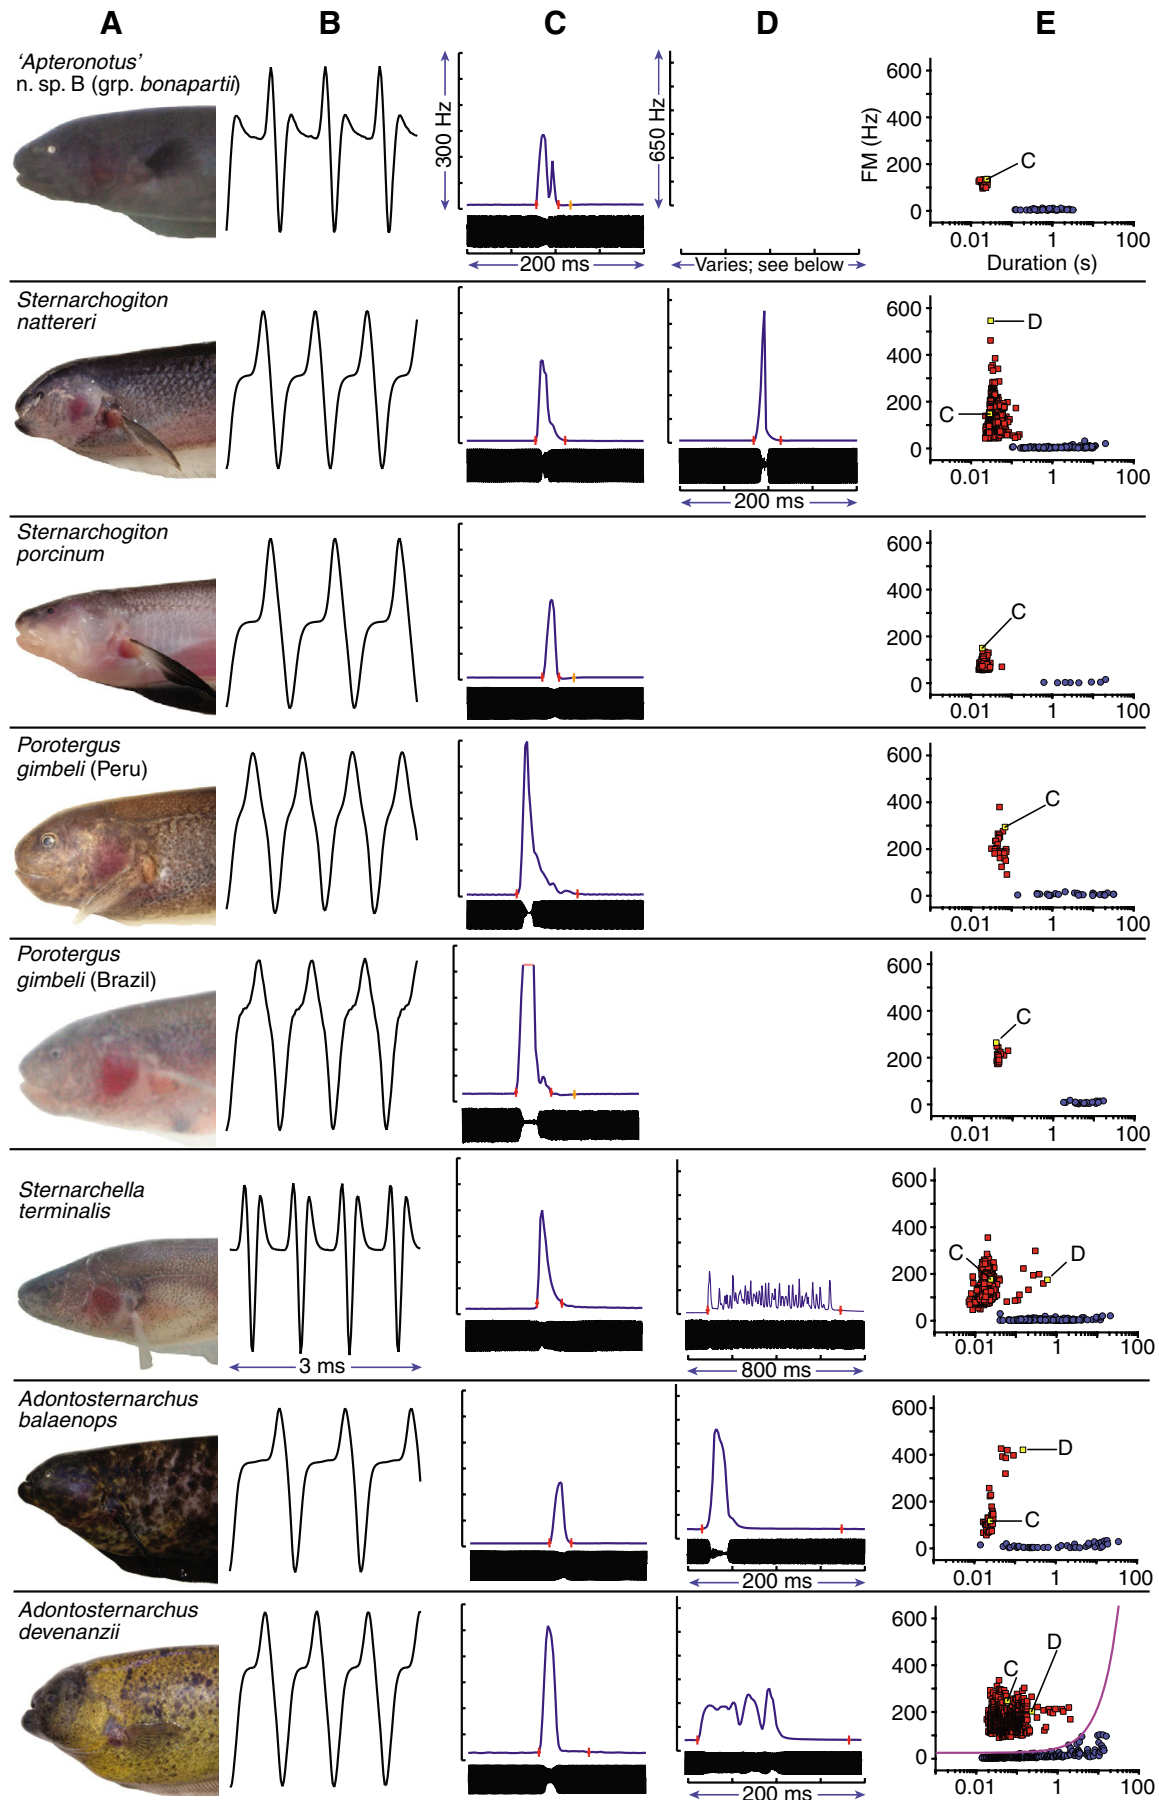 A B C D E
'Apteronotus'
n. sp. B (grp. bonapartii)
300 Hz
650 Hz
FM (Hz)
600
400
200
0
C
0.01 1 100
200 ms
Varies; see below
Duration (s)
Sternarchogiton
nattereri
600
400
200
0
D
C
0.01 1 100
200 ms
Sternarchogiton
porcinum
600
400
200
0
C
0.01 1 100
Porotergus
gimbeli (Peru)
600
400
200
0
C
0.01 1 100
Porotergus
gimbeli (Brazil)
600
400
200
0
C
0.01 1 100
Sternarchella
terminalis
600
400
200
0
C D
0.01 1 100
3 ms
800 ms
Adontosternarchus
balaenops
600
400
200
0
D
C
0.01 1 100
200 ms
Adontosternarchus
devenanzii
600
400
200
0
D
C
0.01 1 100
200 ms